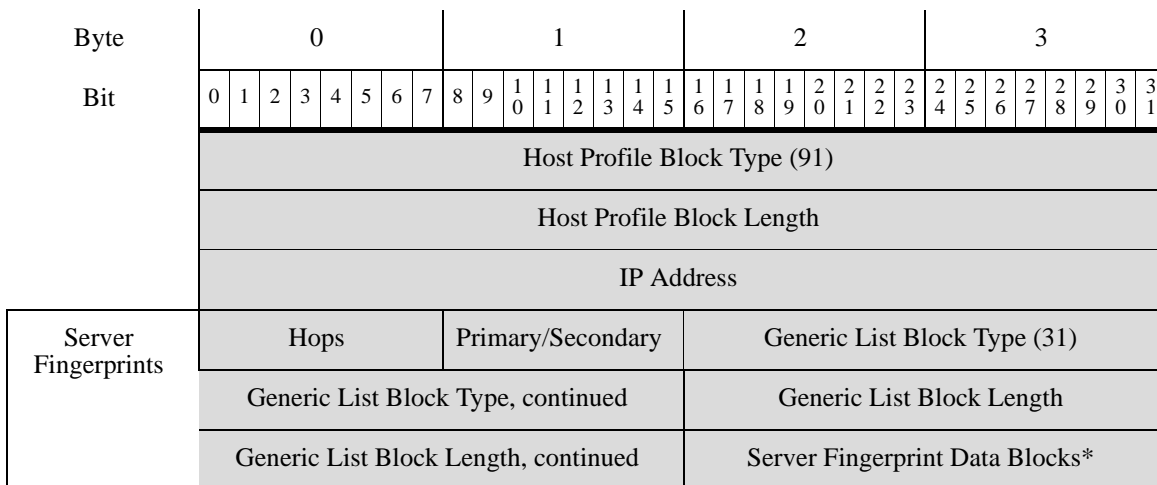 Byte 0 1 2 3
Bit 0 1 2 3 4 5 6 7 8 9 10 11 12 13 14 15 16 17 18 19 20 21 22 23 24 25 26 27 28 29 30 31
Host Profile Block Type (91)
Host Profile Block Length
IP Address
Server Fingerprints Hops Primary/Secondary Generic List Block Type (31)
Generic List Block Type, continued Generic List Block Length
Generic List Block Length, continued Server Fingerprint Data Blocks*